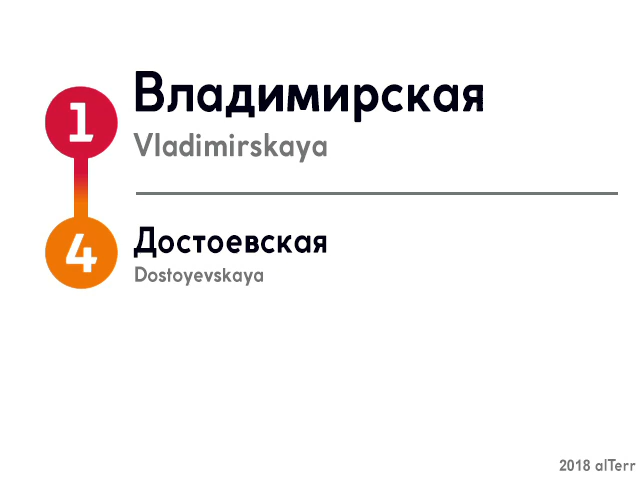 1 Владимирская
Vladimirskaya
4 Достоевская
Dostoyevskaya
2018 alTerr